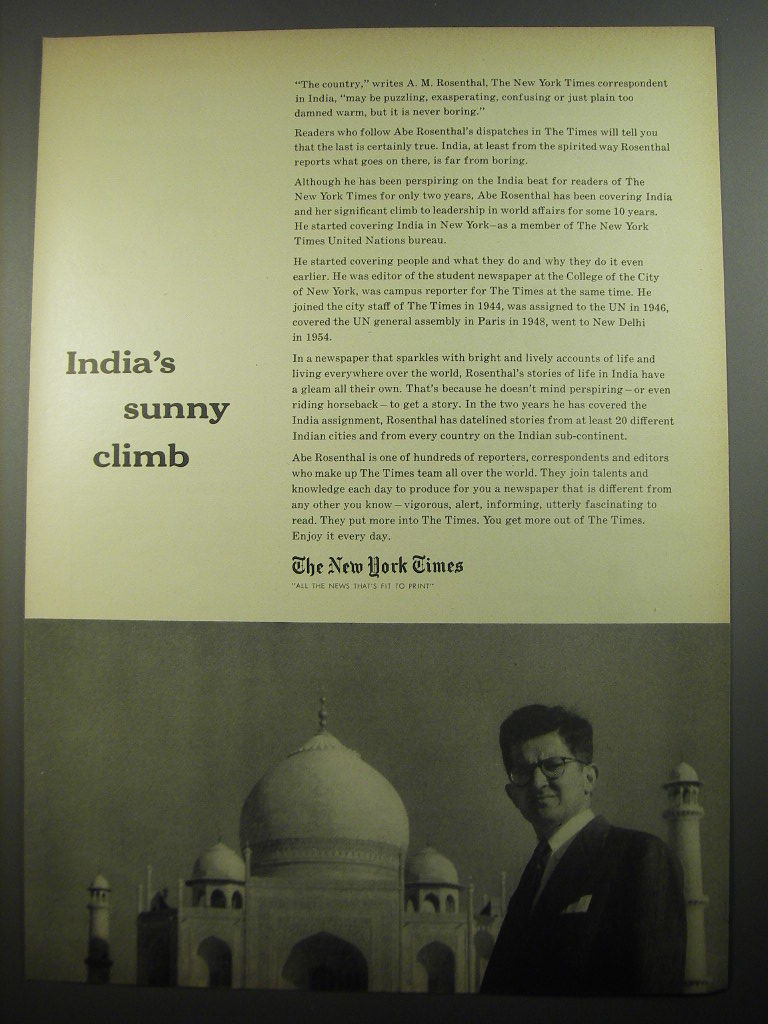 "The country," writes A. M. Rosenthal, The New York Times correspondent
in India, "may be puzzling, exasperating, confusing or just plain too
damned warm, but it is never boring."
Readers who follow Abe Rosenthal's dispatches in The Times will tell you
that the last is certainly true. India, at least from the spirited way Rosenthal
reports what goes on there, is far from boring.
Although he has been perspiring on the India beat for readers of The
New York Times for only two years, Abe Rosenthal has been covering India
and her significant climb to leadership in world affairs for some 10 years.
He started covering India in New York—as a member of The New York
Times United Nations bureau.
He started covering people and what they do and why they do it even
earlier. He was editor of the student newspaper at the College of the City
of New York, was campus reporter for The Times at the same time. He
joined the city staff of The Times in 1944, was assigned to the UN in 1946,
covered the UN general assembly in Paris in 1948, went to New Delhi
in 1954.
In a newspaper that sparkles with bright and lively accounts of life and
living everywhere over the world, Rosenthal's stories of life in India have
a gleam all their own. That's because he doesn't mind perspiring—or even
riding horseback—to get a story. In the two years he has covered the
India assignment, Rosenthal has datelined stories from at least 20 different
Indian cities and from every country on the Indian sub-continent.
Abe Rosenthal is one of hundreds of reporters, correspondents and editors
who make up The Times team all over the world. They join talents and
knowledge each day to produce for you a newspaper that is different from
any other you know—vigorous, alert, informing, utterly fascinating to
read. They put more into The Times. You get more out of The Times.
Enjoy it every day.
The New York Times
"ALL THE NEWS THAT'S FIT TO PRINT"
India's
sunny
climb